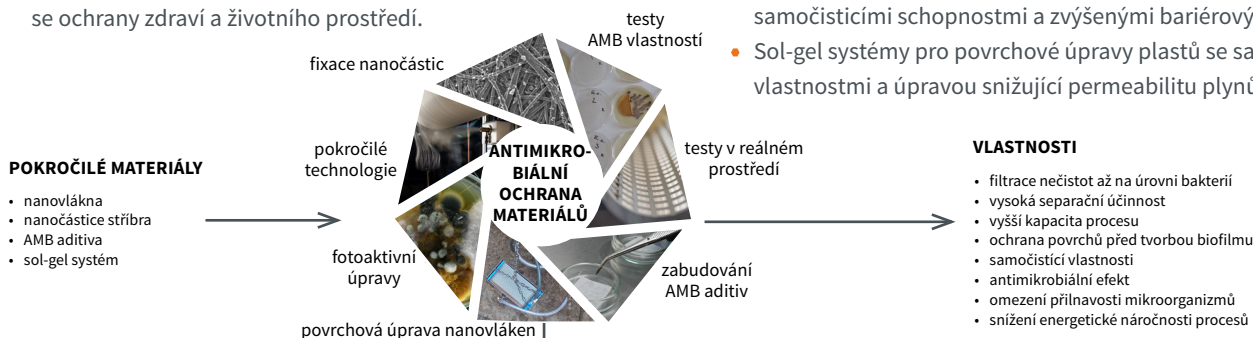 se ochrany zdraví a životního prostředí.
samočisticími schopnostmi a zvýšenými bariérový
• Sol-gel systémy pro povrchové úpravy plastů se sa
vlastnostmi a úpravou snižující permeabilitu plynů
POKROČILÉ MATERIÁLY
• nanovlákna
• nanočástice stříbra
• AMB aditiva
• sol-gel systém
testy
AMB vlastností
fixace nanočástic
pokročilé
technologie
ANTIMIKRO-
BIÁLNÍ
OCHRANA
MATERIÁLŮ
testy v reálném
prostředí
fotoaktivní
úpravy
zabudování
AMB aditiv
povrchová úprava nanovláken
VLASTNOSTI
• filtrace nečistot až na úrovni bakterií
• vysoká separační účinnost
• vyšší kapacita procesu
• ochrana povrchů před tvorbou biofilmu
• samočistící vlastnosti
• antimikrobiální efekt
• omezení přilnavosti mikroorganizmů
• snížení energetické náročnosti procesů